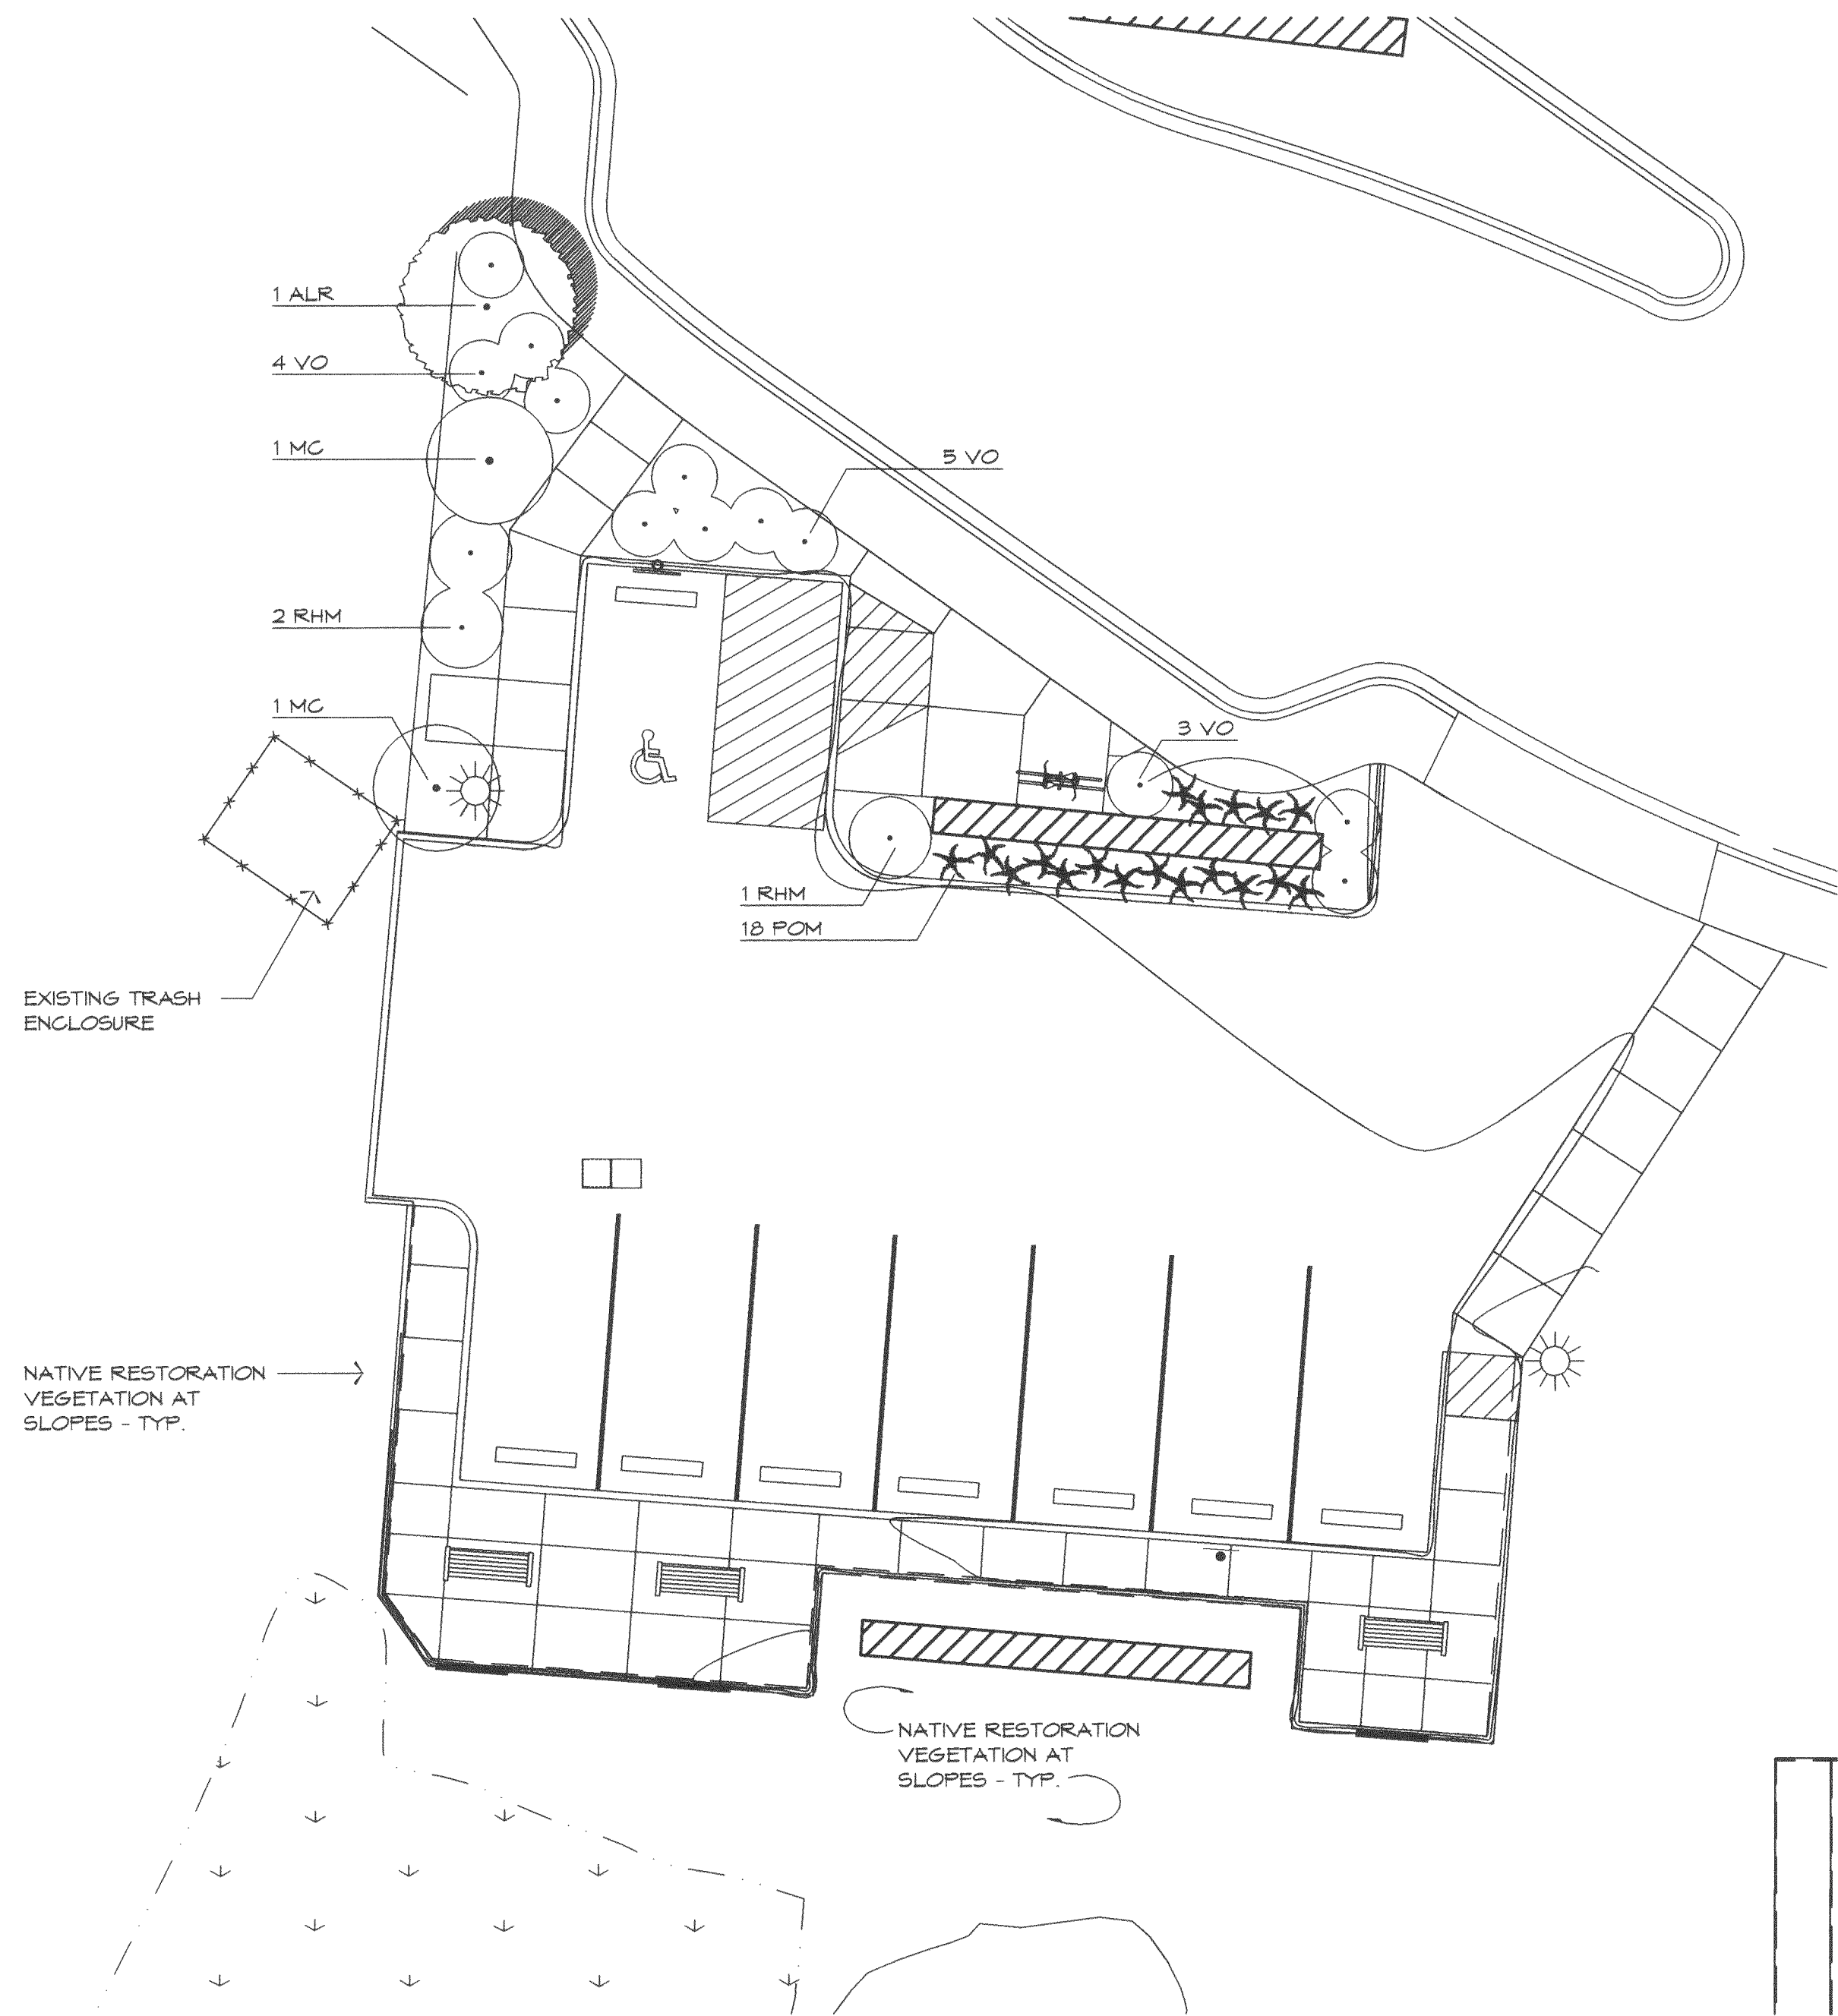 1 ALR
4 VO
1 MC
5 VO
2 RHM
1 MC
3 VO
1 RHM
18 POM
EXISTING TRASH
ENCLOSURE
NATIVE RESTORATION
VEGETATION AT
SLOPES - TYP.
NATIVE RESTORATION
VEGETATION AT
SLOPES - TYP.